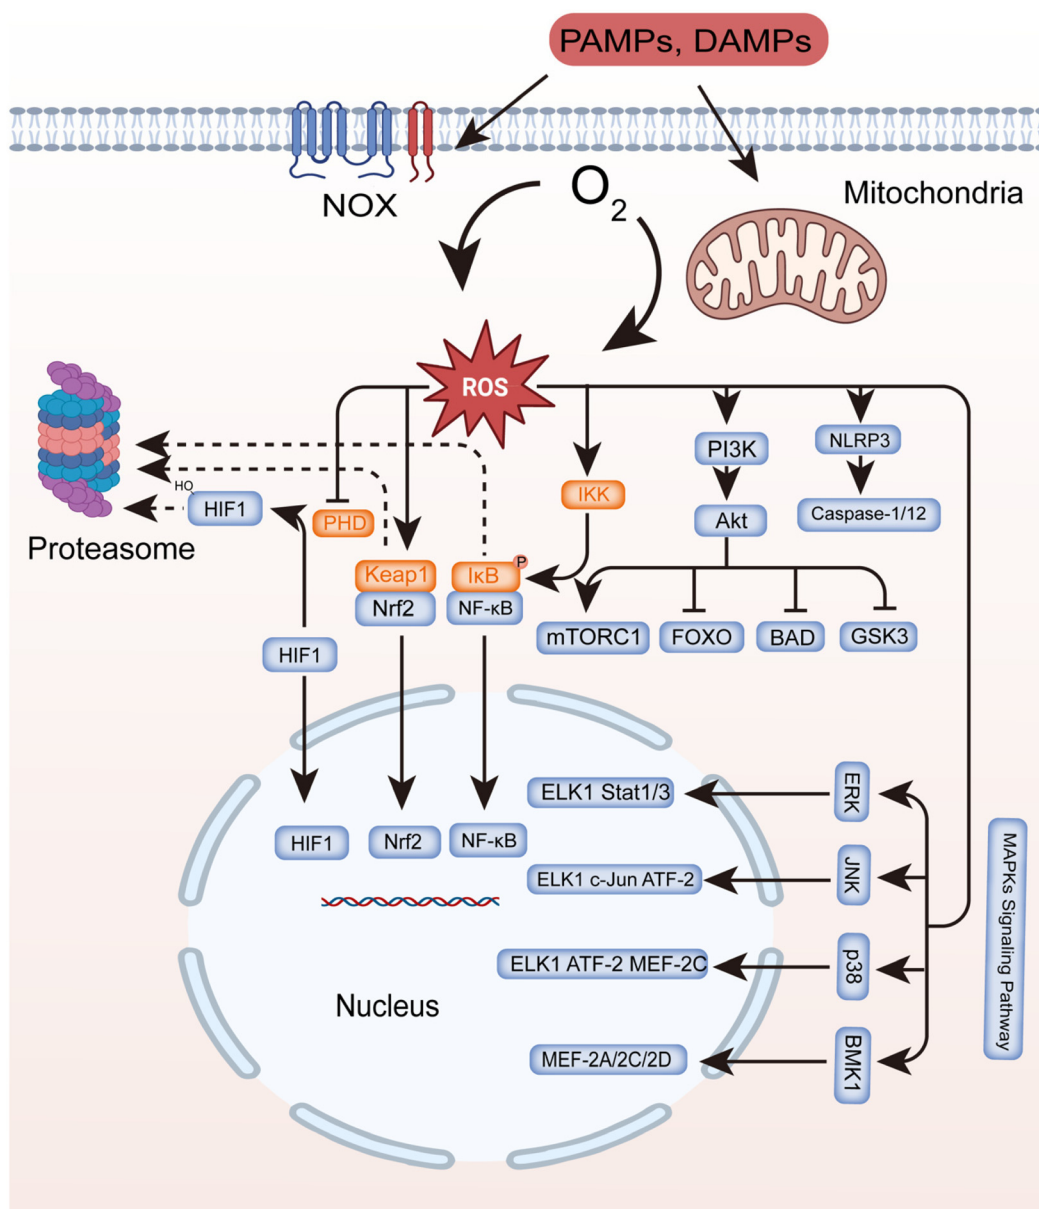 PAMPs, DAMPs
NOX
O2
Mitochondria
ROS
Proteasome
HO
HIF1
PHD
IKK
PI3K
NLRP3
Akt
Caspase-1/12
Keap1
Nrf2
IκB
P
NF-κB
mTORC1
FOXO
BAD
GSK3
HIF1
ELK1 Stat1/3
ERK
HIF1
Nrf2
NF-κB
ELK1 c-Jun ATF-2
JNK
ELK1 ATF-2 MEF-2C
p38
MEF-2A/2C/2D
BMK1
MAPKs Signaling Pathway
Nucleus